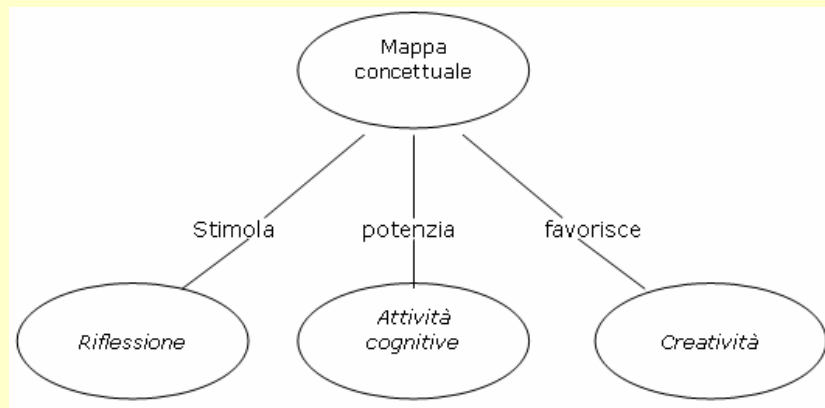 Mappa
concettuale
Stimola
potenzia
favorisce
Riflessione
Attività
cognitive
Creatività